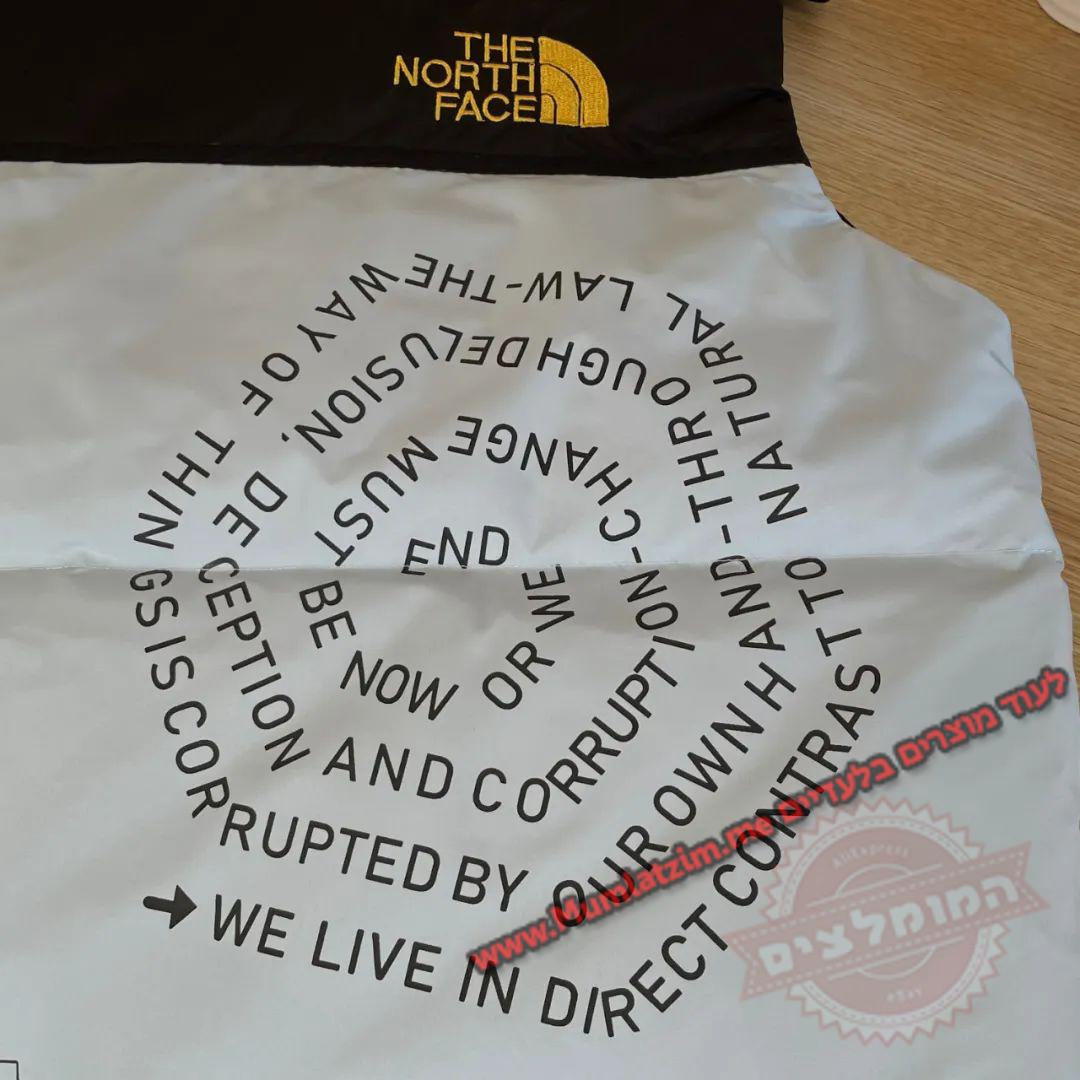 THE
NORTH
FACE
→ WE LIVE IN DIRECT CONTRAST TO NATURAL LAW-THE WAY OF THINGS IS CORRUPTED BY OUR OWN HAND-THROUGH DELUSION, DECEPTION AND CORRUPTION-CHANGE MUST BE NOW OR WE END
www.Mumlatzim.me לעוד מוצרים בלעדיים
AliExpress
המומלצים
eBay